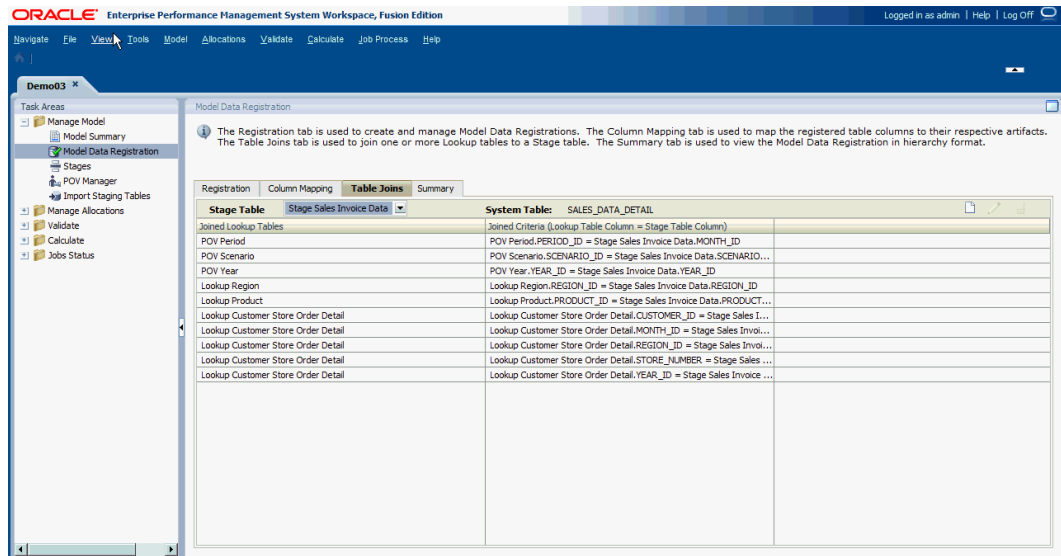 ORACLE® Enterprise Performance Management System Workspace, Fusion Edition
Logged in as admin | Help | Log Off
Navigate File View Tools Model Allocations Validate Calculate Job Process Help
Demo03 ×
Task Areas
Manage Model
Model Summary
Model Data Registration
Stages
POV Manager
Import Staging Tables
Manage Allocations
Validate
Calculate
Jobs Status
Model Data Registration
The Registration tab is used to create and manage Model Data Registrations. The Column Mapping tab is used to map the registered table columns to their respective artifacts.
The Table Joins tab is used to join one or more Lookup tables to a Stage table. The Summary tab is used to view the Model Data Registration in hierarchy format.
Registration Column Mapping Table Joins Summary
Stage Table Stage Sales Invoice Data System Table: SALES_DATA_DETAIL
Joined Lookup Tables Joined Criteria (Lookup Table Column = Stage Table Column)
POV Period POV Period.PERIOD_ID = Stage Sales Invoice Data.MONTH_ID
POV Scenario POV Scenario.SCENARIO_ID = Stage Sales Invoice Data.SCENARIO...
POV Year POV Year.YEAR_ID = Stage Sales Invoice Data.YEAR_ID
Lookup Region Lookup Region.REGION_ID = Stage Sales Invoice Data.REGION_ID
Lookup Product Lookup Product.PRODUCT_ID = Stage Sales Invoice Data.PRODUCT...
Lookup Customer Store Order Detail Lookup Customer Store Order Detail.CUSTOMER_ID = Stage Sales I...
Lookup Customer Store Order Detail Lookup Customer Store Order Detail.MONTH_ID = Stage Sales Invoi...
Lookup Customer Store Order Detail Lookup Customer Store Order Detail.REGION_ID = Stage Sales Invoi...
Lookup Customer Store Order Detail Lookup Customer Store Order Detail.STORE_NUMBER = Stage Sales ...
Lookup Customer Store Order Detail Lookup Customer Store Order Detail.YEAR_ID = Stage Sales Invoice ...